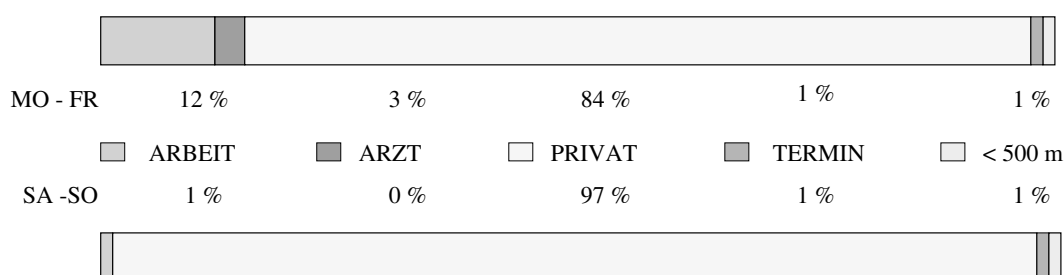 MO - FR 12 % 3 % 84 % 1 % 1 %
ARBEIT ARZT PRIVAT TERMIN < 500 m
SA -SO 1 % 0 % 97 % 1 % 1 %